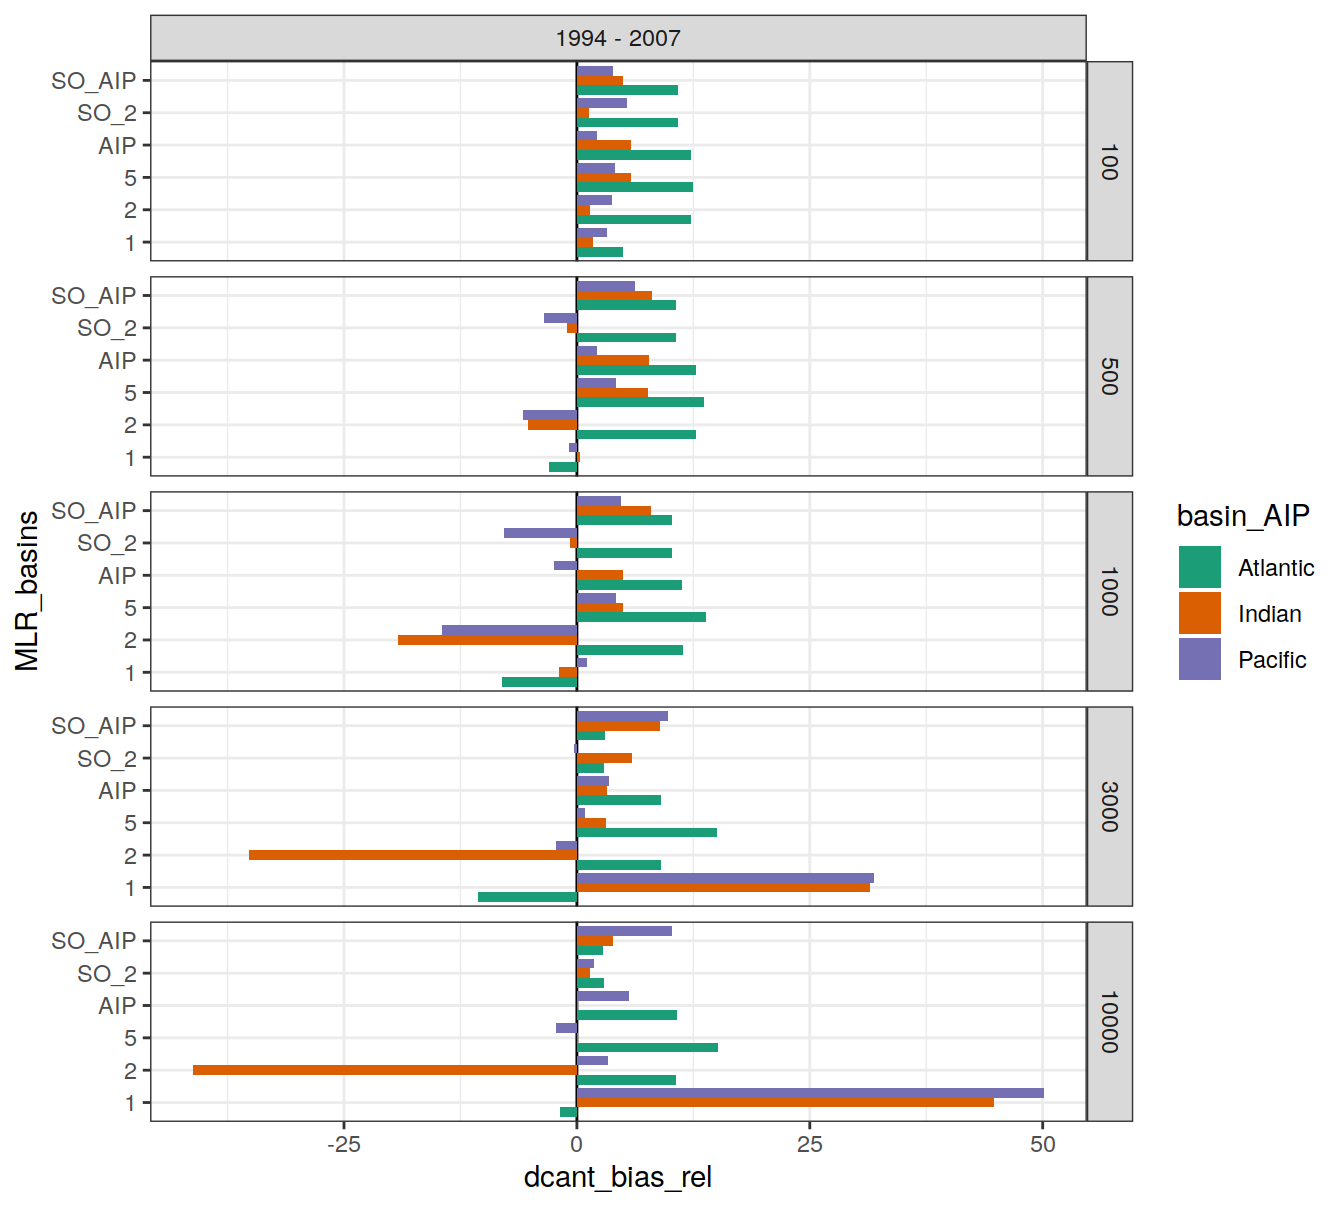 1994 - 2007
SO_AIP
SO_2
AIP
5
2
1
100
SO_AIP
SO_2
AIP
5
2
1
500
SO_AIP
SO_2
AIP
5
2
1
1000
SO_AIP
SO_2
AIP
5
2
1
3000
SO_AIP
SO_2
AIP
5
2
1
10000
-25 0 25 50
dcant_bias_rel
MLR_basins
basin_AIP
Atlantic
Indian
Pacific